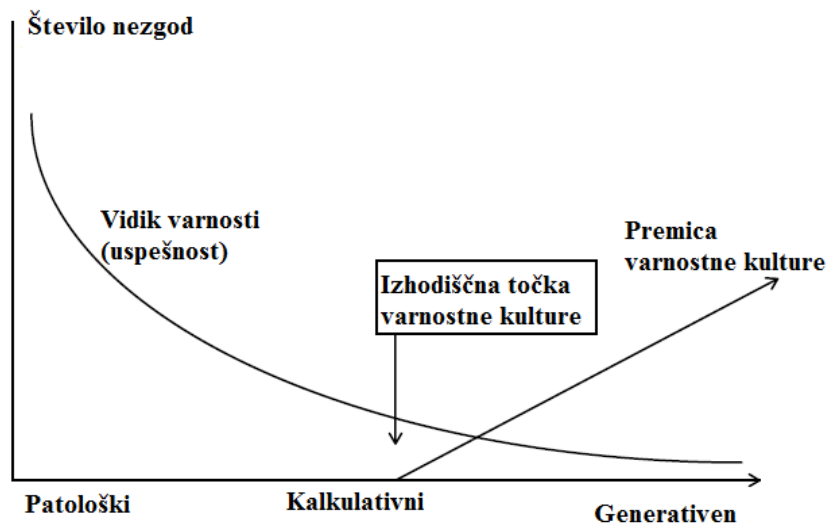 Število nezgod
Vidik varnosti
(uspešnost)
Premica
varnostne kulture
Izhodiščna točka
varnostne kulture
Patološki
Kalkulativni
Generativen